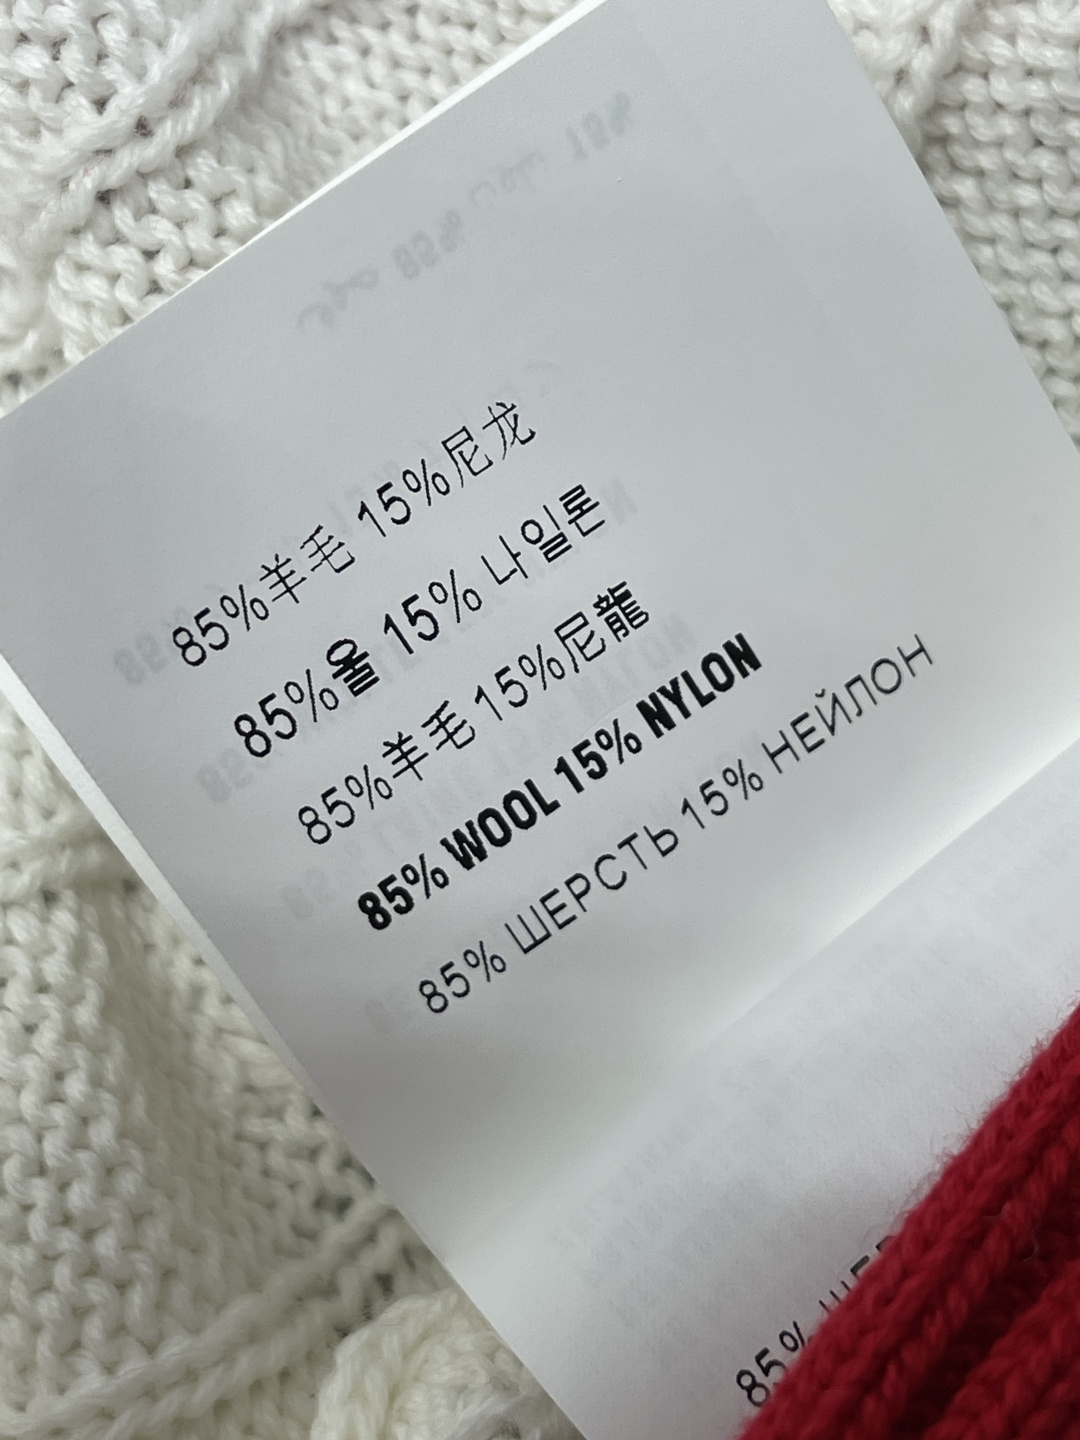 85%羊毛 15%尼龙
85%울 15% 나일론
85%羊毛 15%尼龍
85% WOOL 15% NYLON
85% ШЕРСТЬ 15% НЕЙЛОН
85%